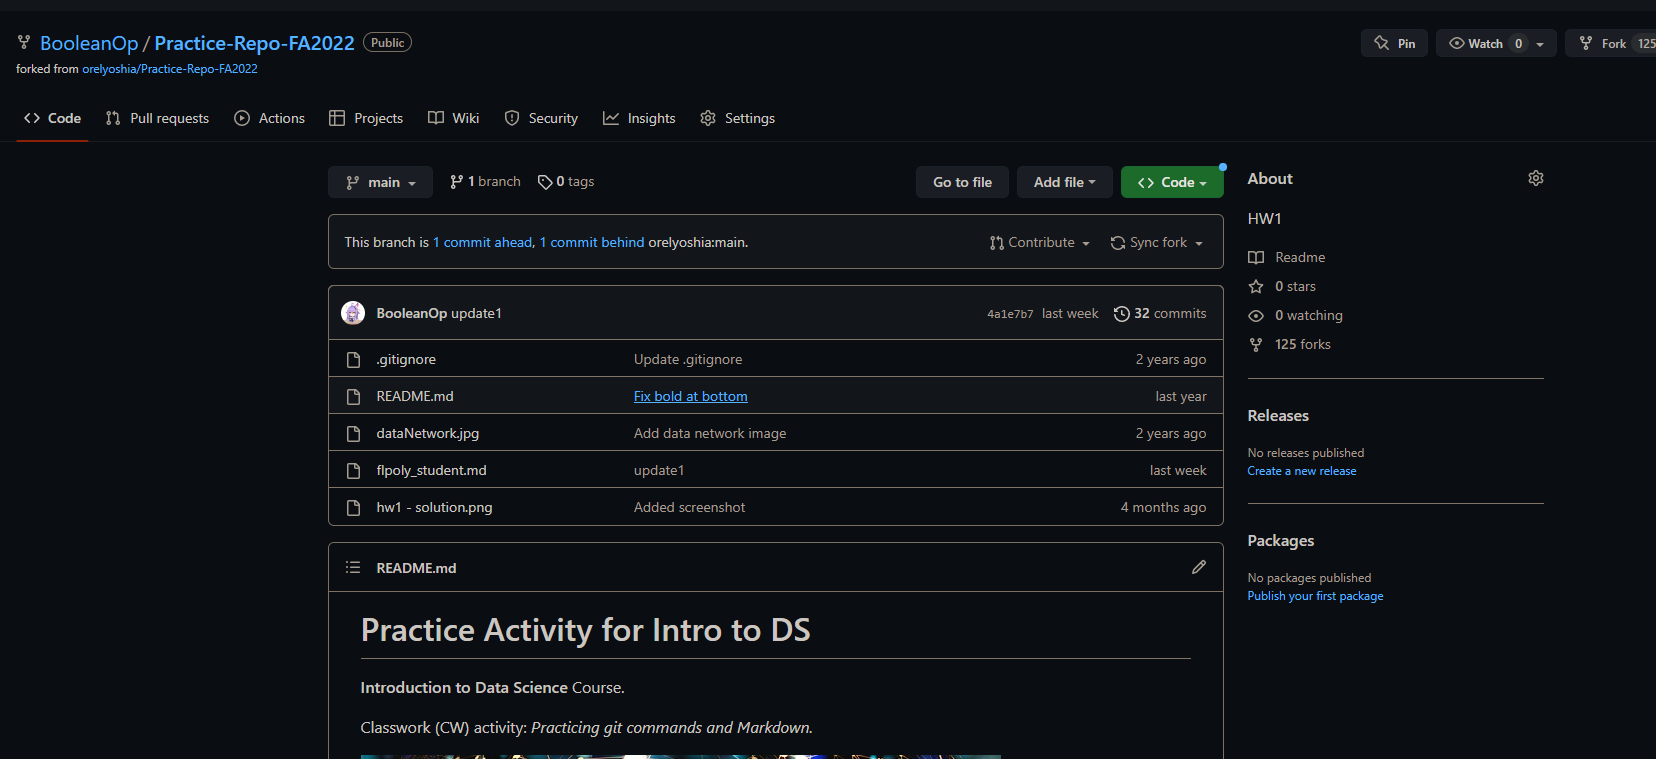 BooleanOp / Practice-Repo-FA2022 Public
Pin Watch 0 Fork 125
forked from orelyoshia/Practice-Repo-FA2022
Code Pull requests Actions Projects Wiki Security Insights Settings
main 1 branch 0 tags Go to file Add file Code
This branch is 1 commit ahead, 1 commit behind orelyoshia:main. Contribute Sync fork
BooleanOp update1 4a1e7b7 last week 32 commits
.gitignore Update .gitignore 2 years ago
README.md Fix bold at bottom last year
dataNetwork.jpg Add data network image 2 years ago
flpoly_student.md update1 last week
hw1 - solution.png Added screenshot 4 months ago
README.md
Practice Activity for Intro to DS
Introduction to Data Science Course.
Classwork (CW) activity: Practicing git commands and Markdown.
About
HW1
Readme
0 stars
0 watching
125 forks
Releases
No releases published
Create a new release
Packages
No packages published
Publish your first package